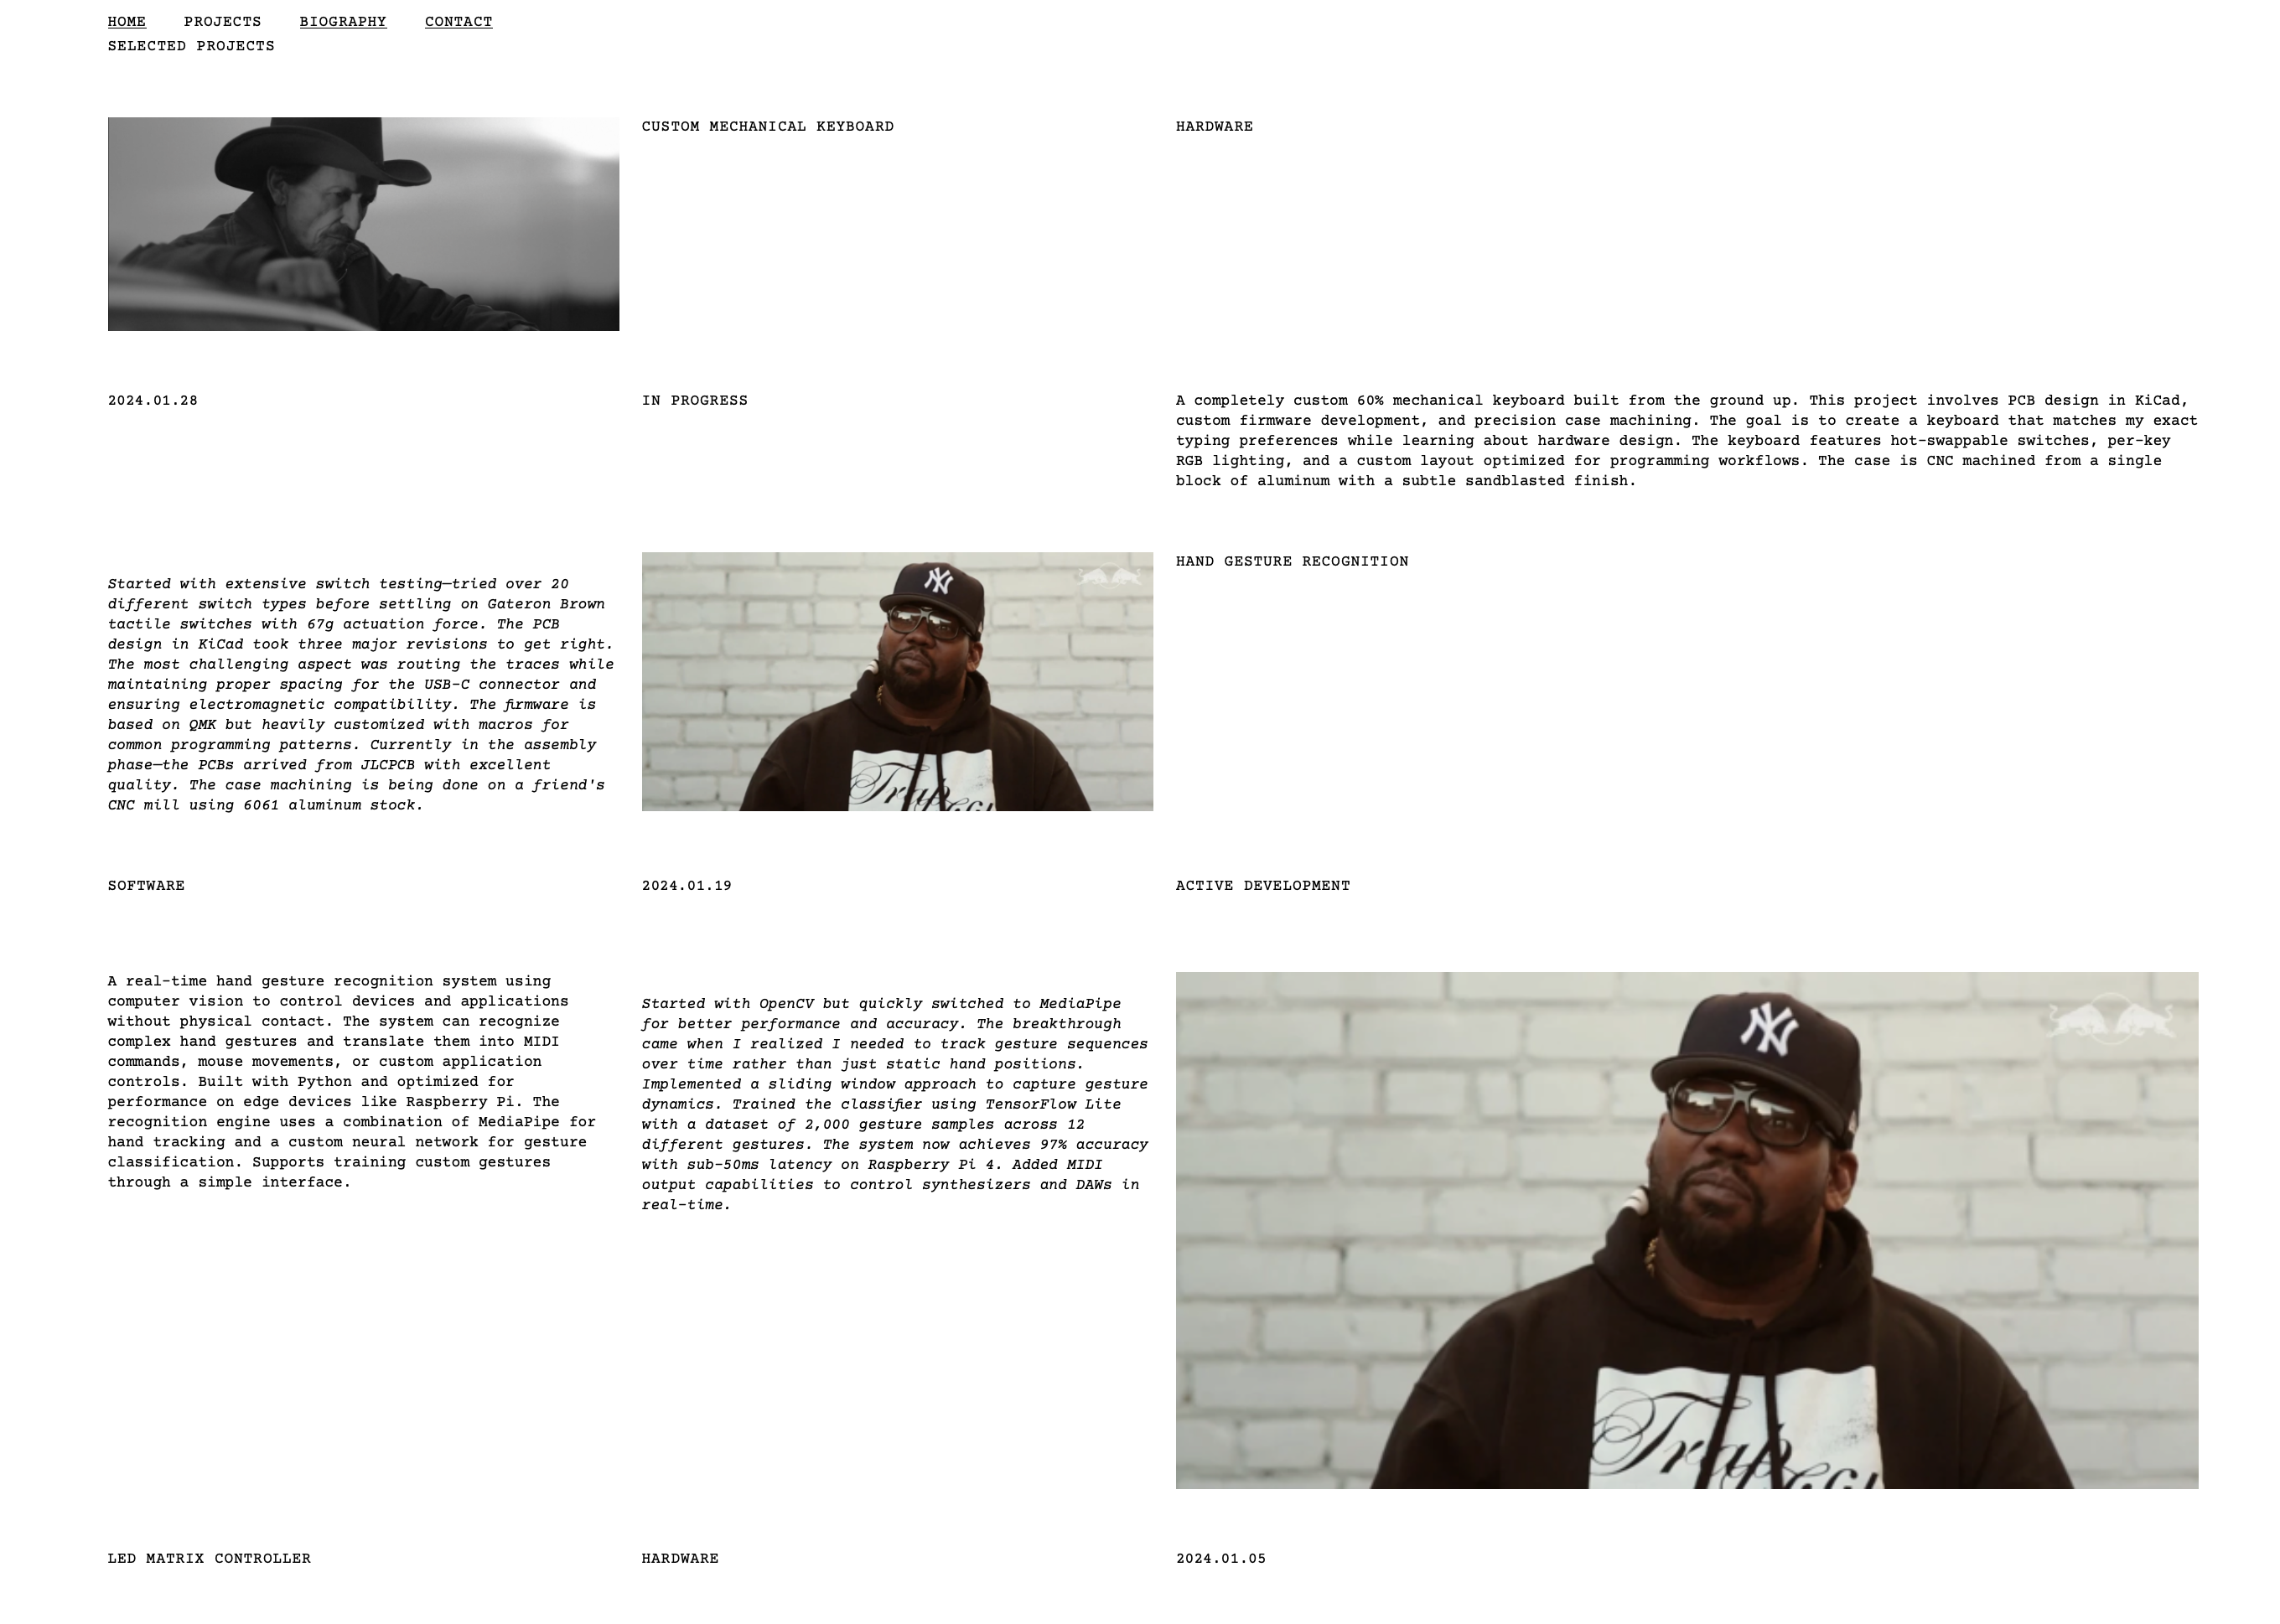 HOME PROJECTS BIOGRAPHY CONTACT
SELECTED PROJECTS
CUSTOM MECHANICAL KEYBOARD
HARDWARE
2024.01.28
IN PROGRESS
A completely custom 60% mechanical keyboard built from the ground up. This project involves PCB design in KiCad,
custom firmware development, and precision case machining. The goal is to create a keyboard that matches my exact
typing preferences while learning about hardware design. The keyboard features hot-swappable switches, per-key
RGB lighting, and a custom layout optimized for programming workflows. The case is CNC machined from a single
block of aluminum with a subtle sandblasted finish.
Started with extensive switch testing—tried over 20
different switch types before settling on Gateron Brown
tactile switches with 67g actuation force. The PCB
design in KiCad took three major revisions to get right.
The most challenging aspect was routing the traces while
maintaining proper spacing for the USB-C connector and
ensuring electromagnetic compatibility. The firmware is
based on QMK but heavily customized with macros for
common programming patterns. Currently in the assembly
phase—the PCBs arrived from JLCPCB with excellent
quality. The case machining is being done on a friend's
CNC mill using 6061 aluminum stock.
NY
HAND GESTURE RECOGNITION
SOFTWARE
2024.01.19
ACTIVE DEVELOPMENT
A real-time hand gesture recognition system using
computer vision to control devices and applications
without physical contact. The system can recognize
complex hand gestures and translate them into MIDI
commands, mouse movements, or custom application
controls. Built with Python and optimized for
performance on edge devices like Raspberry Pi. The
recognition engine uses a combination of MediaPipe for
hand tracking and a custom neural network for gesture
classification. Supports training custom gestures
through a simple interface.
Started with OpenCV but quickly switched to MediaPipe
for better performance and accuracy. The breakthrough
came when I realized I needed to track gesture sequences
over time rather than just static hand positions.
Implemented a sliding window approach to capture gesture
dynamics. Trained the classifier using TensorFlow Lite
with a dataset of 2,000 gesture samples across 12
different gestures. The system now achieves 97% accuracy
with sub-50ms latency on Raspberry Pi 4. Added MIDI
output capabilities to control synthesizers and DAWs in
real-time.
NY
LED MATRIX CONTROLLER
HARDWARE
2024.01.05